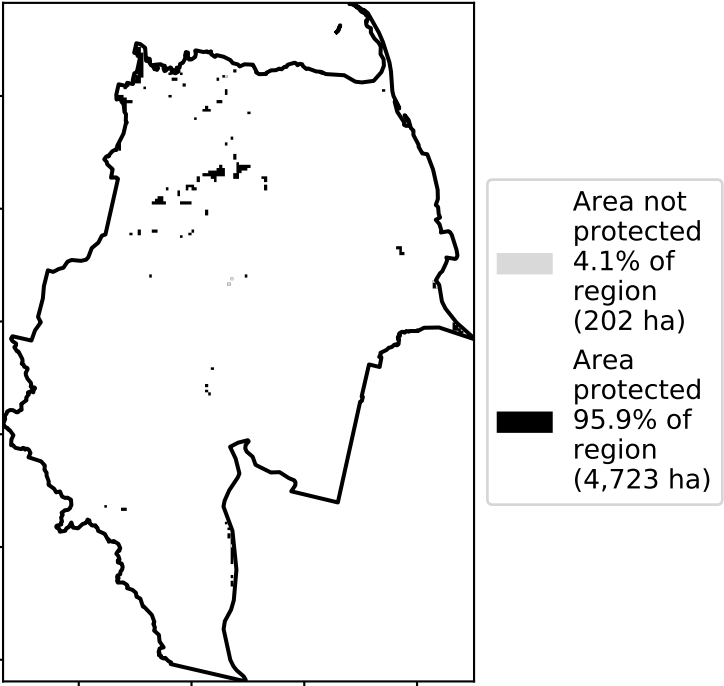 Area not
protected
4.1% of
region
(202 ha)
Area
protected
95.9% of
region
(4,723 ha)